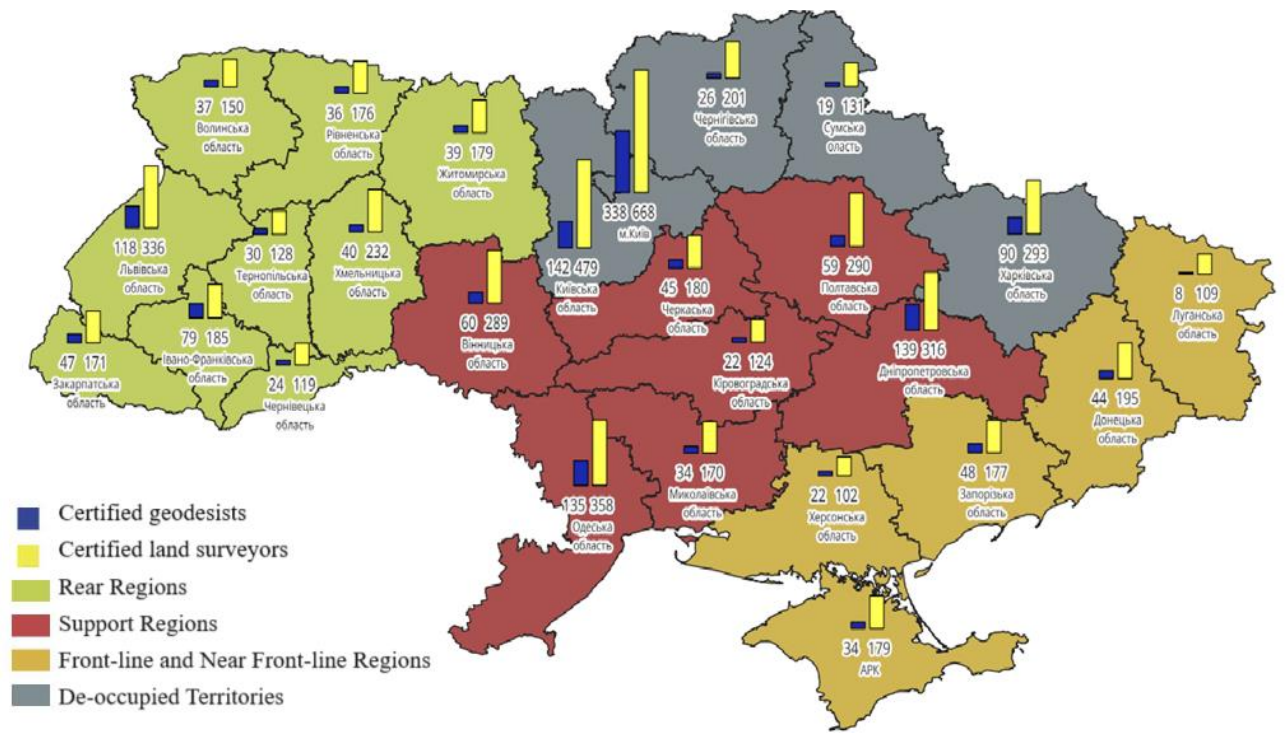 37 150
Волинська
область
36 176
Рівненська
область
39 179
Житомирська
область
338 668
м.Київ
26 201
Чернігівська
область
19 131
Сумська
оласть
118 336
Львівська
область
30 128
Тернопільська
область
40 232
Хмельницька
область
142 479
Київська
область
59 290
Полтавська
область
90 293
Харківська
область
8 109
Луганська
область
47 171
Закарпатська
область
79 185
Івано-Франківська
область
24 119
Чернівецька
область
60 289
Вінницька
область
45 180
Черкаська
область
22 124
Кіровоградська
область
139 316
Дніпропетровська
область
44 195
Донецька
область
135 358
Одеська
область
34 170
Миколаївська
область
22 102
Херсонська
область
48 177
Запорізька
область
34 179
АРК
Certified geodesists
Certified land surveyors
Rear Regions
Support Regions
Front-line and Near Front-line Regions
De-occupied Territories